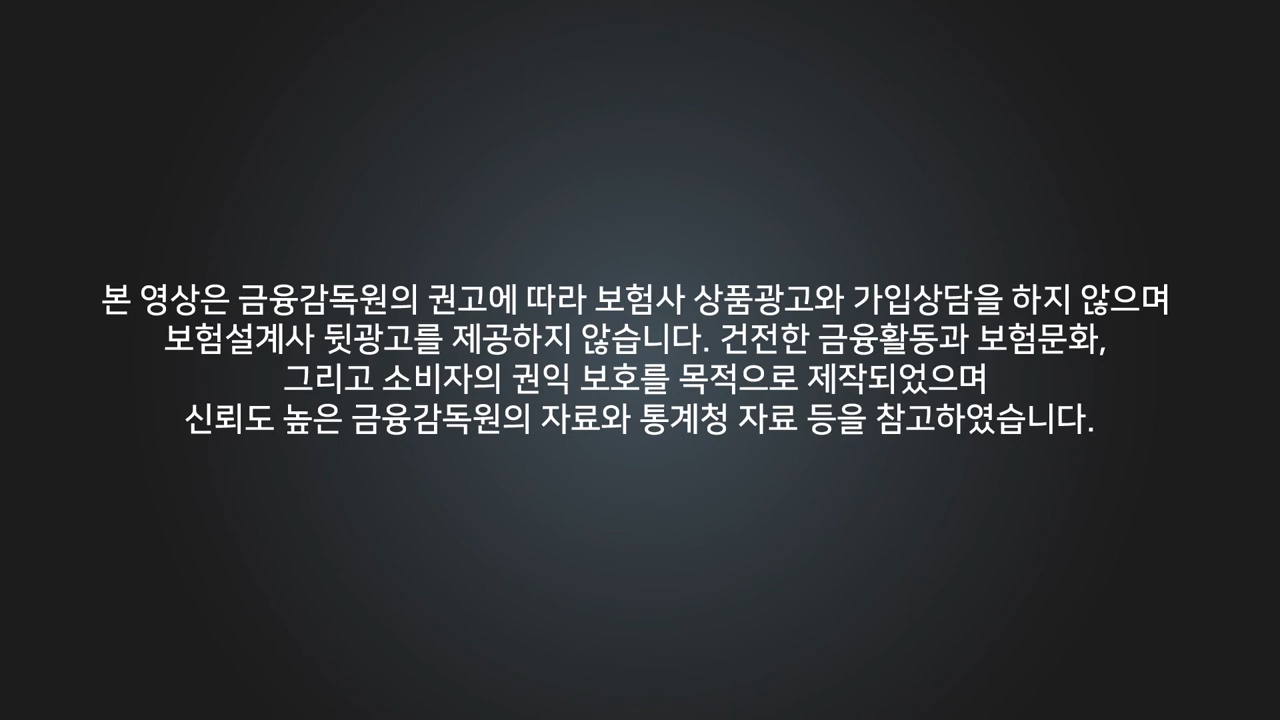 본 영상은 금융감독원의 권고에 따라 보험사 상품광고와 가입상담을 하지 않으며
보험설계사 뒷광고를 제공하지 않습니다. 건전한 금융활동과 보험문화,
그리고 소비자의 권익 보호를 목적으로 제작되었으며
신뢰도 높은 금융감독원의 자료와 통계청 자료 등을 참고하였습니다.